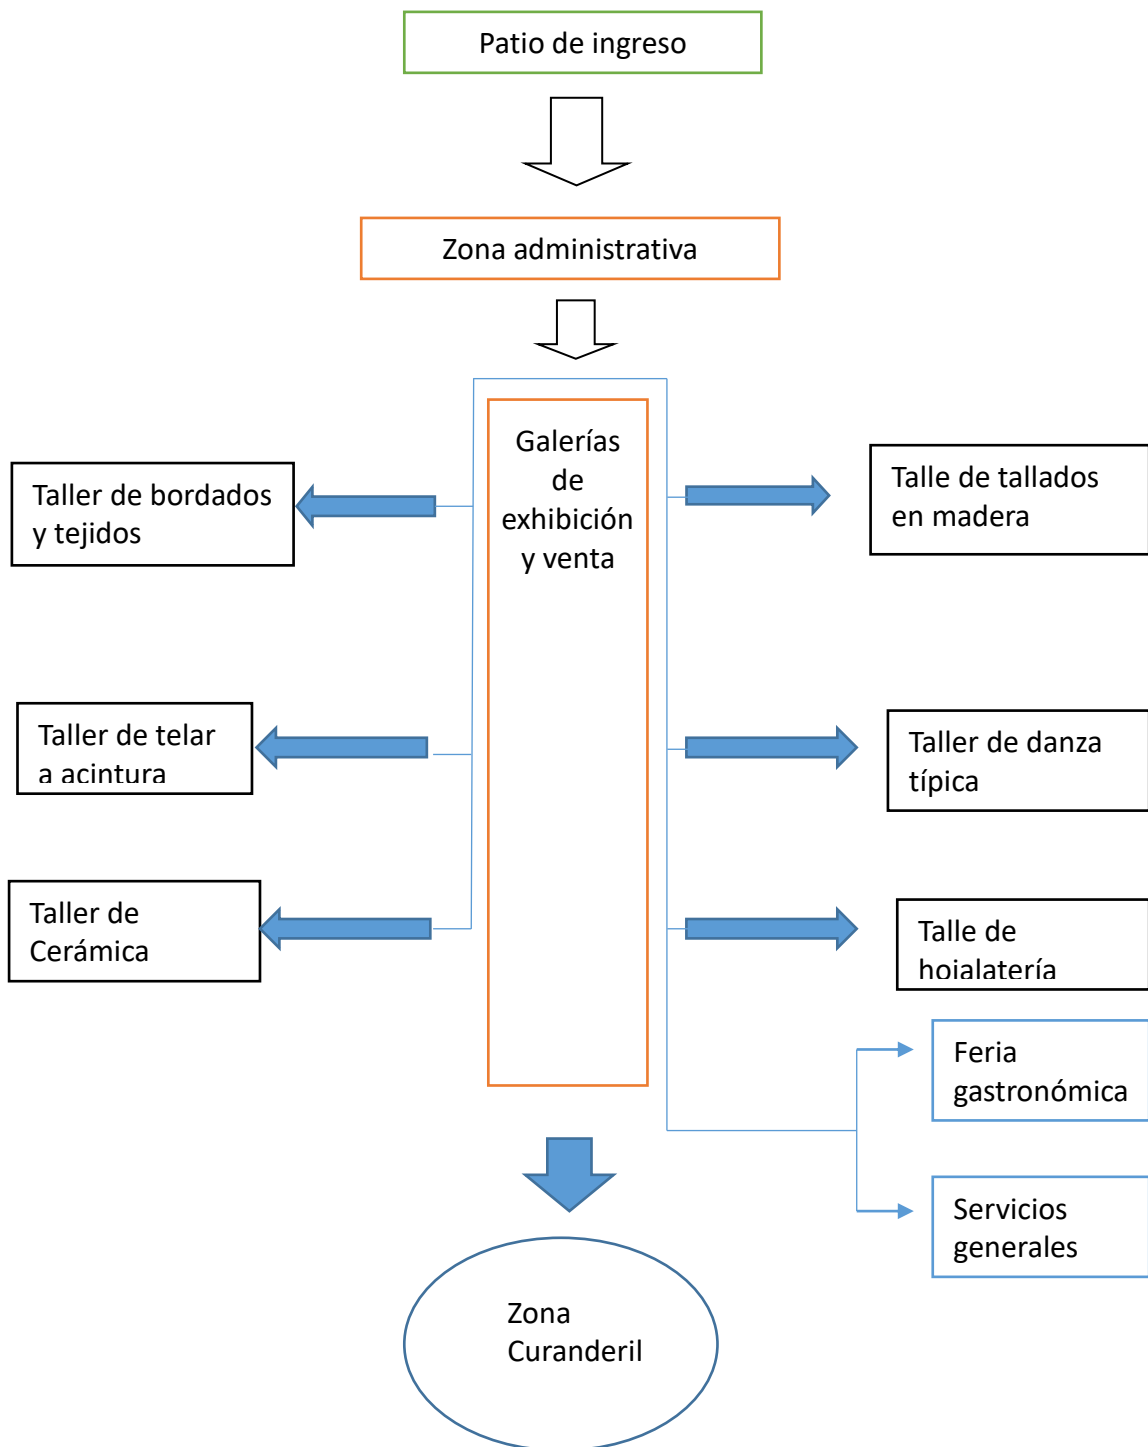 Patio de ingreso
Zona administrativa
Galerías
de
exhibición
y venta
Taller de bordados
y tejidos
Talle de tallados
en madera
Taller de telar
a acintura
Taller de danza
típica
Taller de
Cerámica
Talle de
hojalatería
Feria
gastronómica
Servicios
generales
Zona
Curanderil